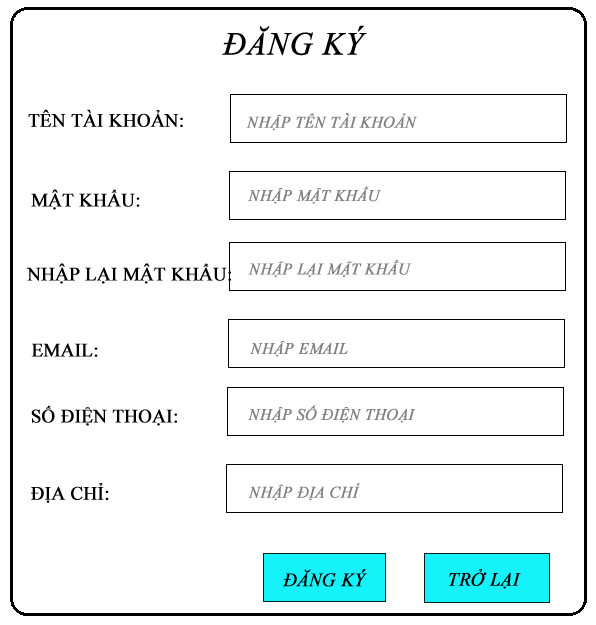 ĐĂNG KÝ
TÊN TÀI KHOẢN: NHẬP TÊN TÀI KHOẢN
MẬT KHẨU: NHẬP MẬT KHẨU
NHẬP LẠI MẬT KHẨU: NHẬP LẠI MẬT KHẨU
EMAIL: NHẬP EMAIL
SỐ ĐIỆN THOẠI: NHẬP SỐ ĐIỆN THOẠI
ĐỊA CHỈ: NHẬP ĐỊA CHỈ
ĐĂNG KÝ TRỞ LẠI